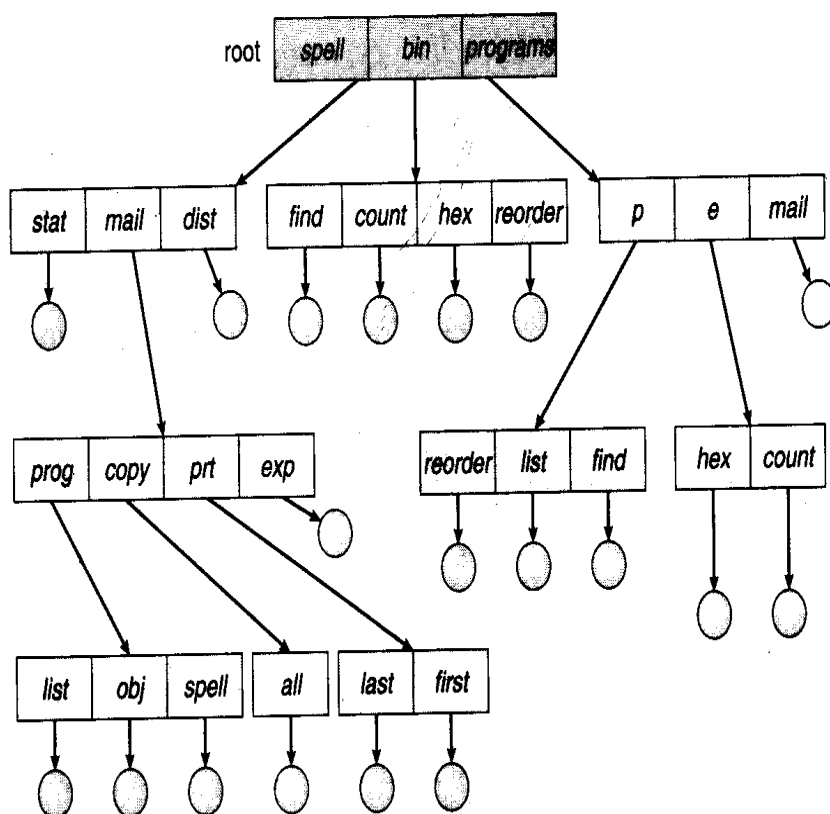 root spell bin programs
stat mail dist find count hex reorder p e mail
prog copy prt exp reorder list find hex count
list obj spell all last first